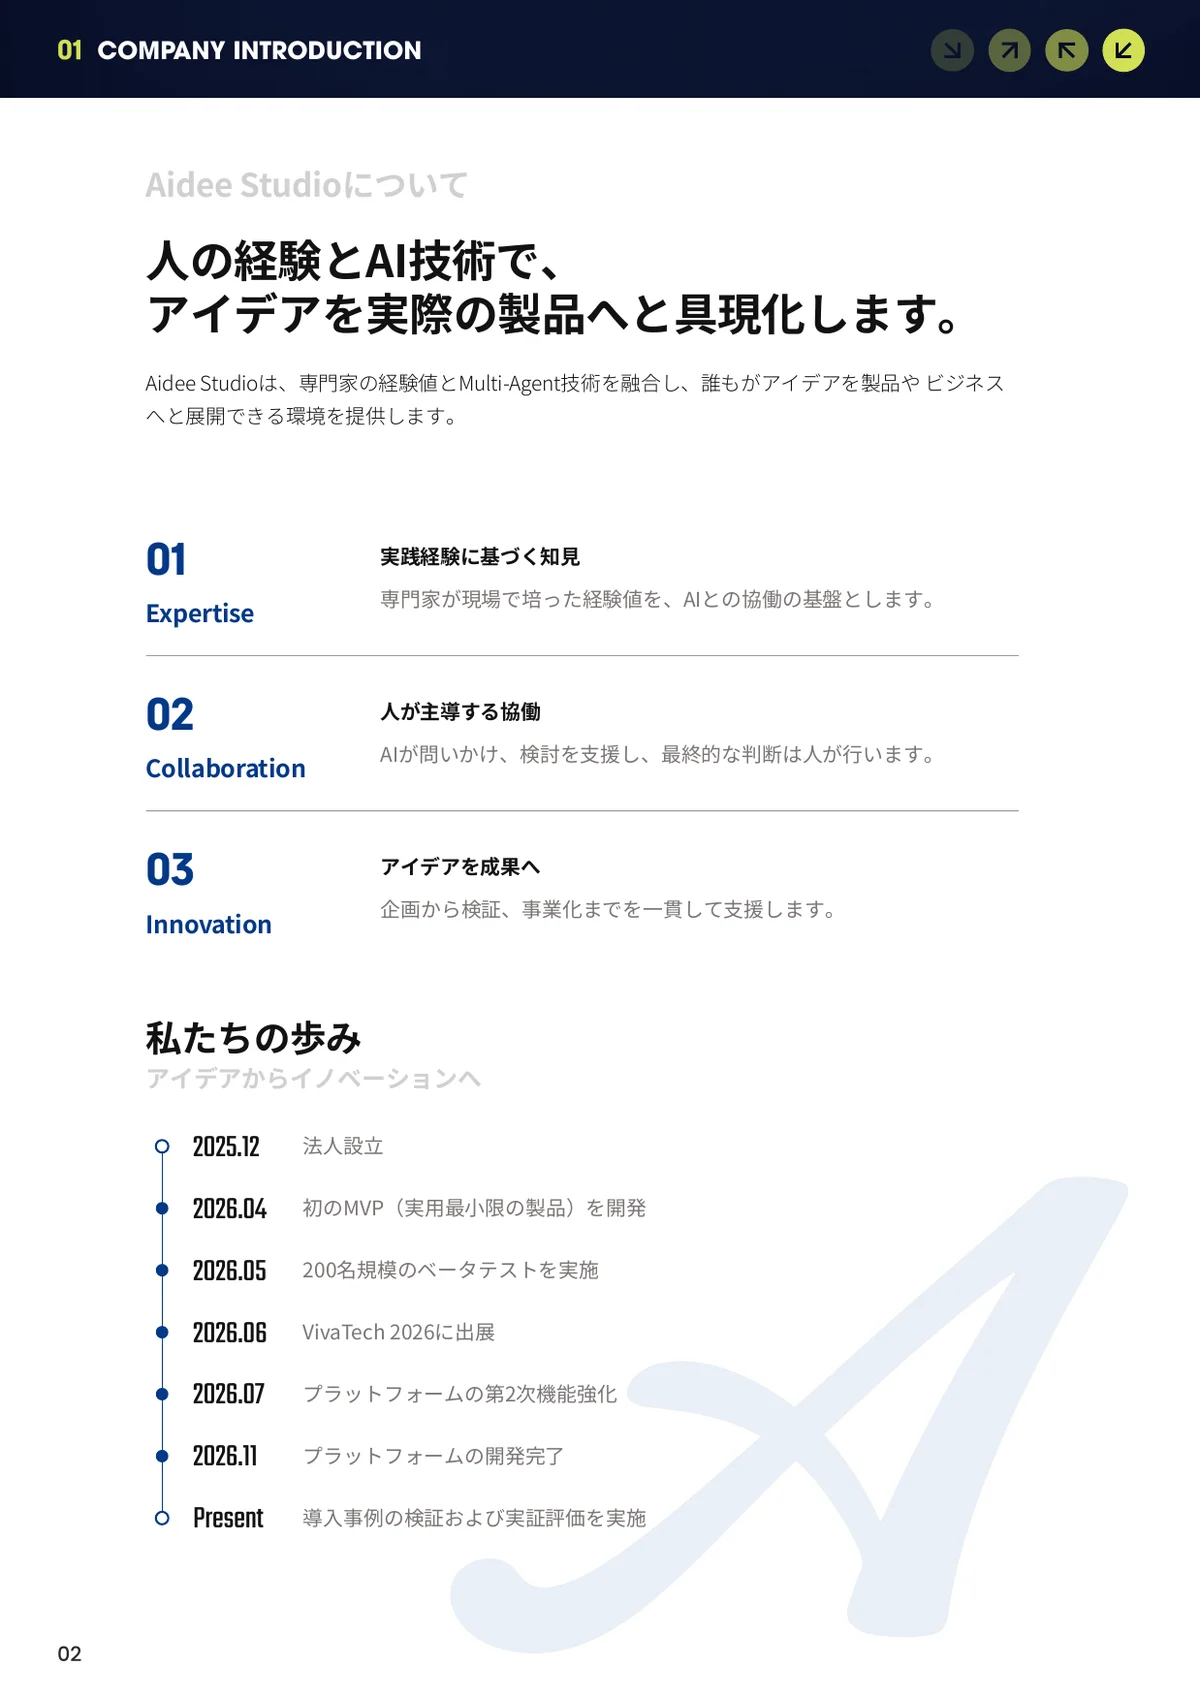 01 COMPANY INTRODUCTION
Aidee Studioについて
人の経験とAI技術で、
アイデアを実際の製品へと具現化します。
Aidee Studioは、専門家の経験値とMulti-Agent技術を融合し、誰もがアイデアを製品や ビジネス
へと展開できる環境を提供します。
01
Expertise
実践経験に基づく知見
専門家が現場で培った経験値を、AIとの協働の基盤とします。
02
Collaboration
人が主導する協働
AIが問いかけ、検討を支援し、最終的な判断は人が行います。
03
Innovation
アイデアを成果へ
企画から検証、事業化までを一貫して支援します。
私たちの歩み
アイデアからイノベーションへ
2025.12 法人設立
2026.04 初のMVP（実用最小限の製品）を開発
2026.05 200名規模のベータテストを実施
2026.06 VivaTech 2026に出展
2026.07 プラットフォームの第2次機能強化
2026.11 プラットフォームの開発完了
Present 導入事例の検証および実証評価を実施
02